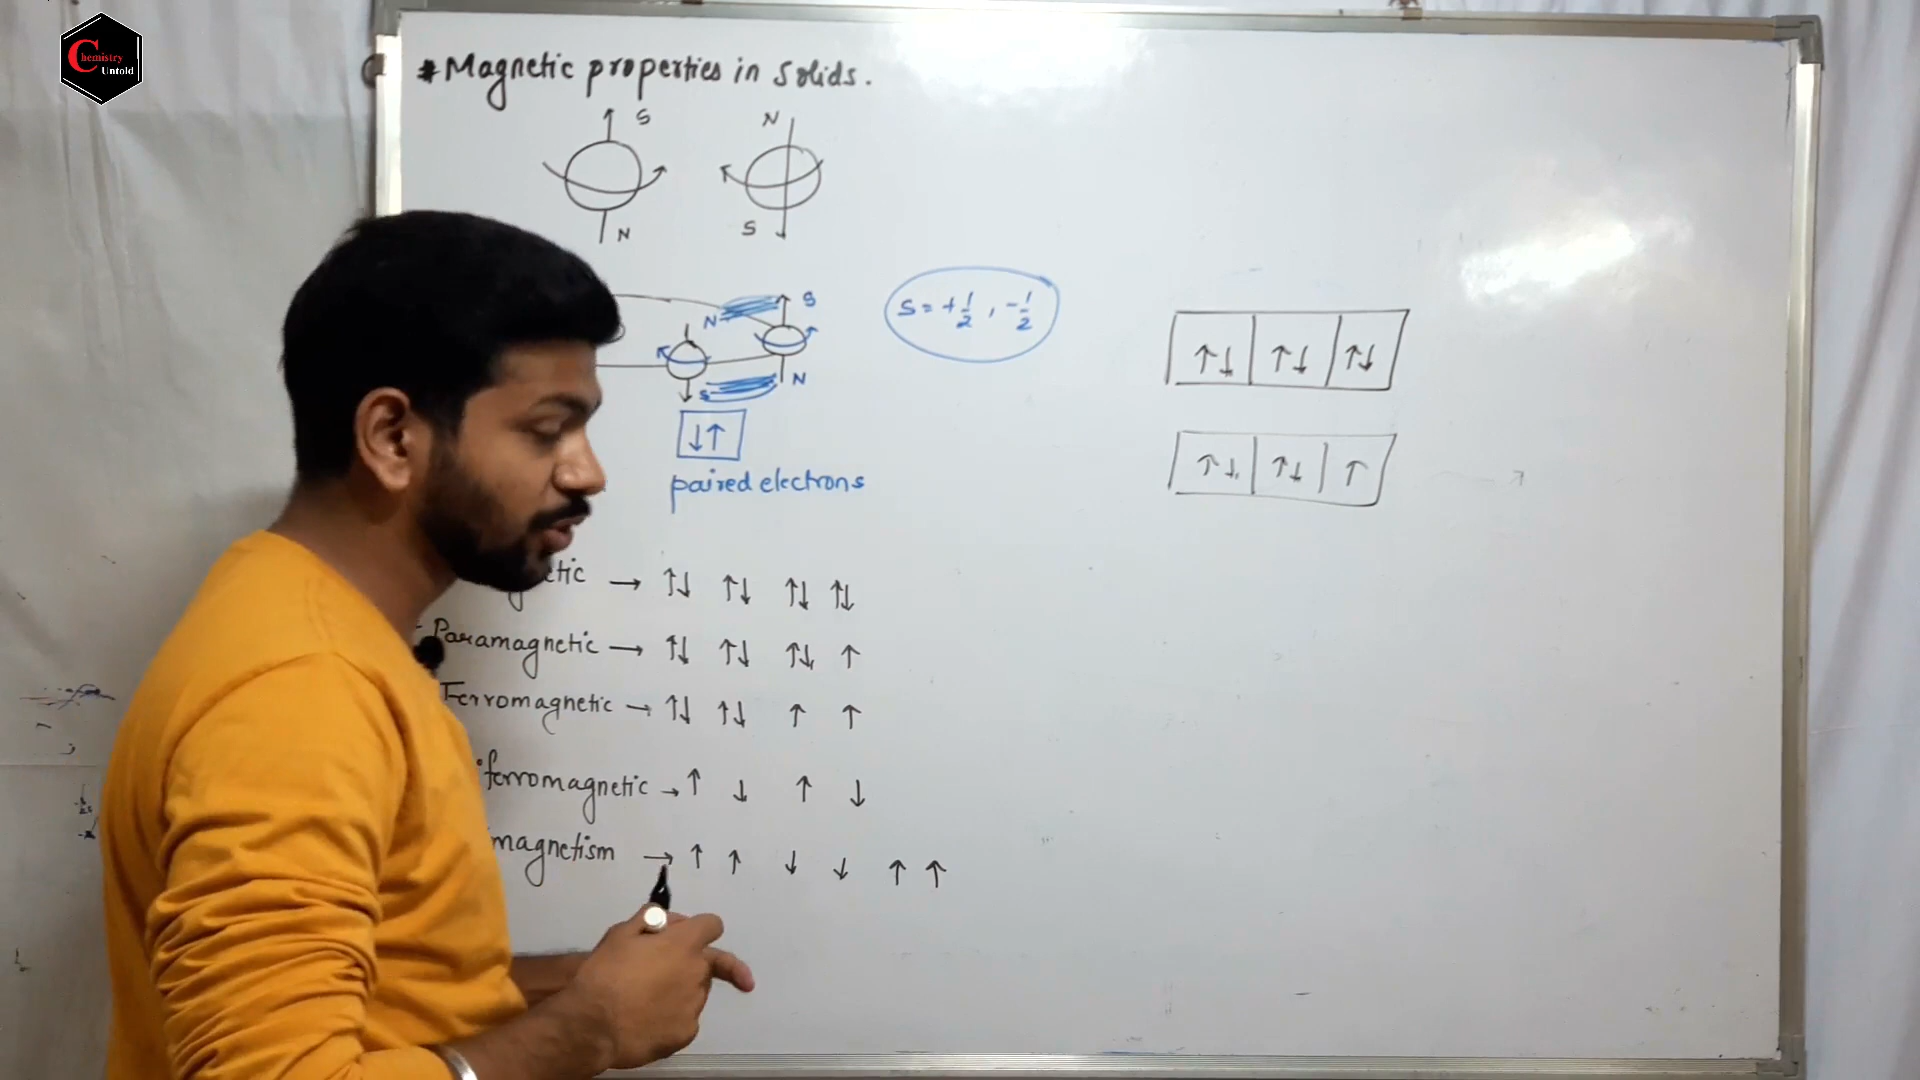 Chemistry
Untold
# Magnetic properties in Solids.
S N
N S
N S
S N
S = + 1/2 , - 1/2
↓↑
paired electrons
↑↓ ↑↓ ↑↓
↑↓ ↑↓ ↑
etic → ↑↓ ↑↓ ↑↓ ↑↓
Paramagnetic → ↑↓ ↑↓ ↑↓ ↑
Ferromagnetic → ↑↓ ↑↓ ↑ ↑
iferromagnetic → ↑ ↓ ↑ ↓
magnetism → ↑ ↑ ↓ ↓ ↑ ↑